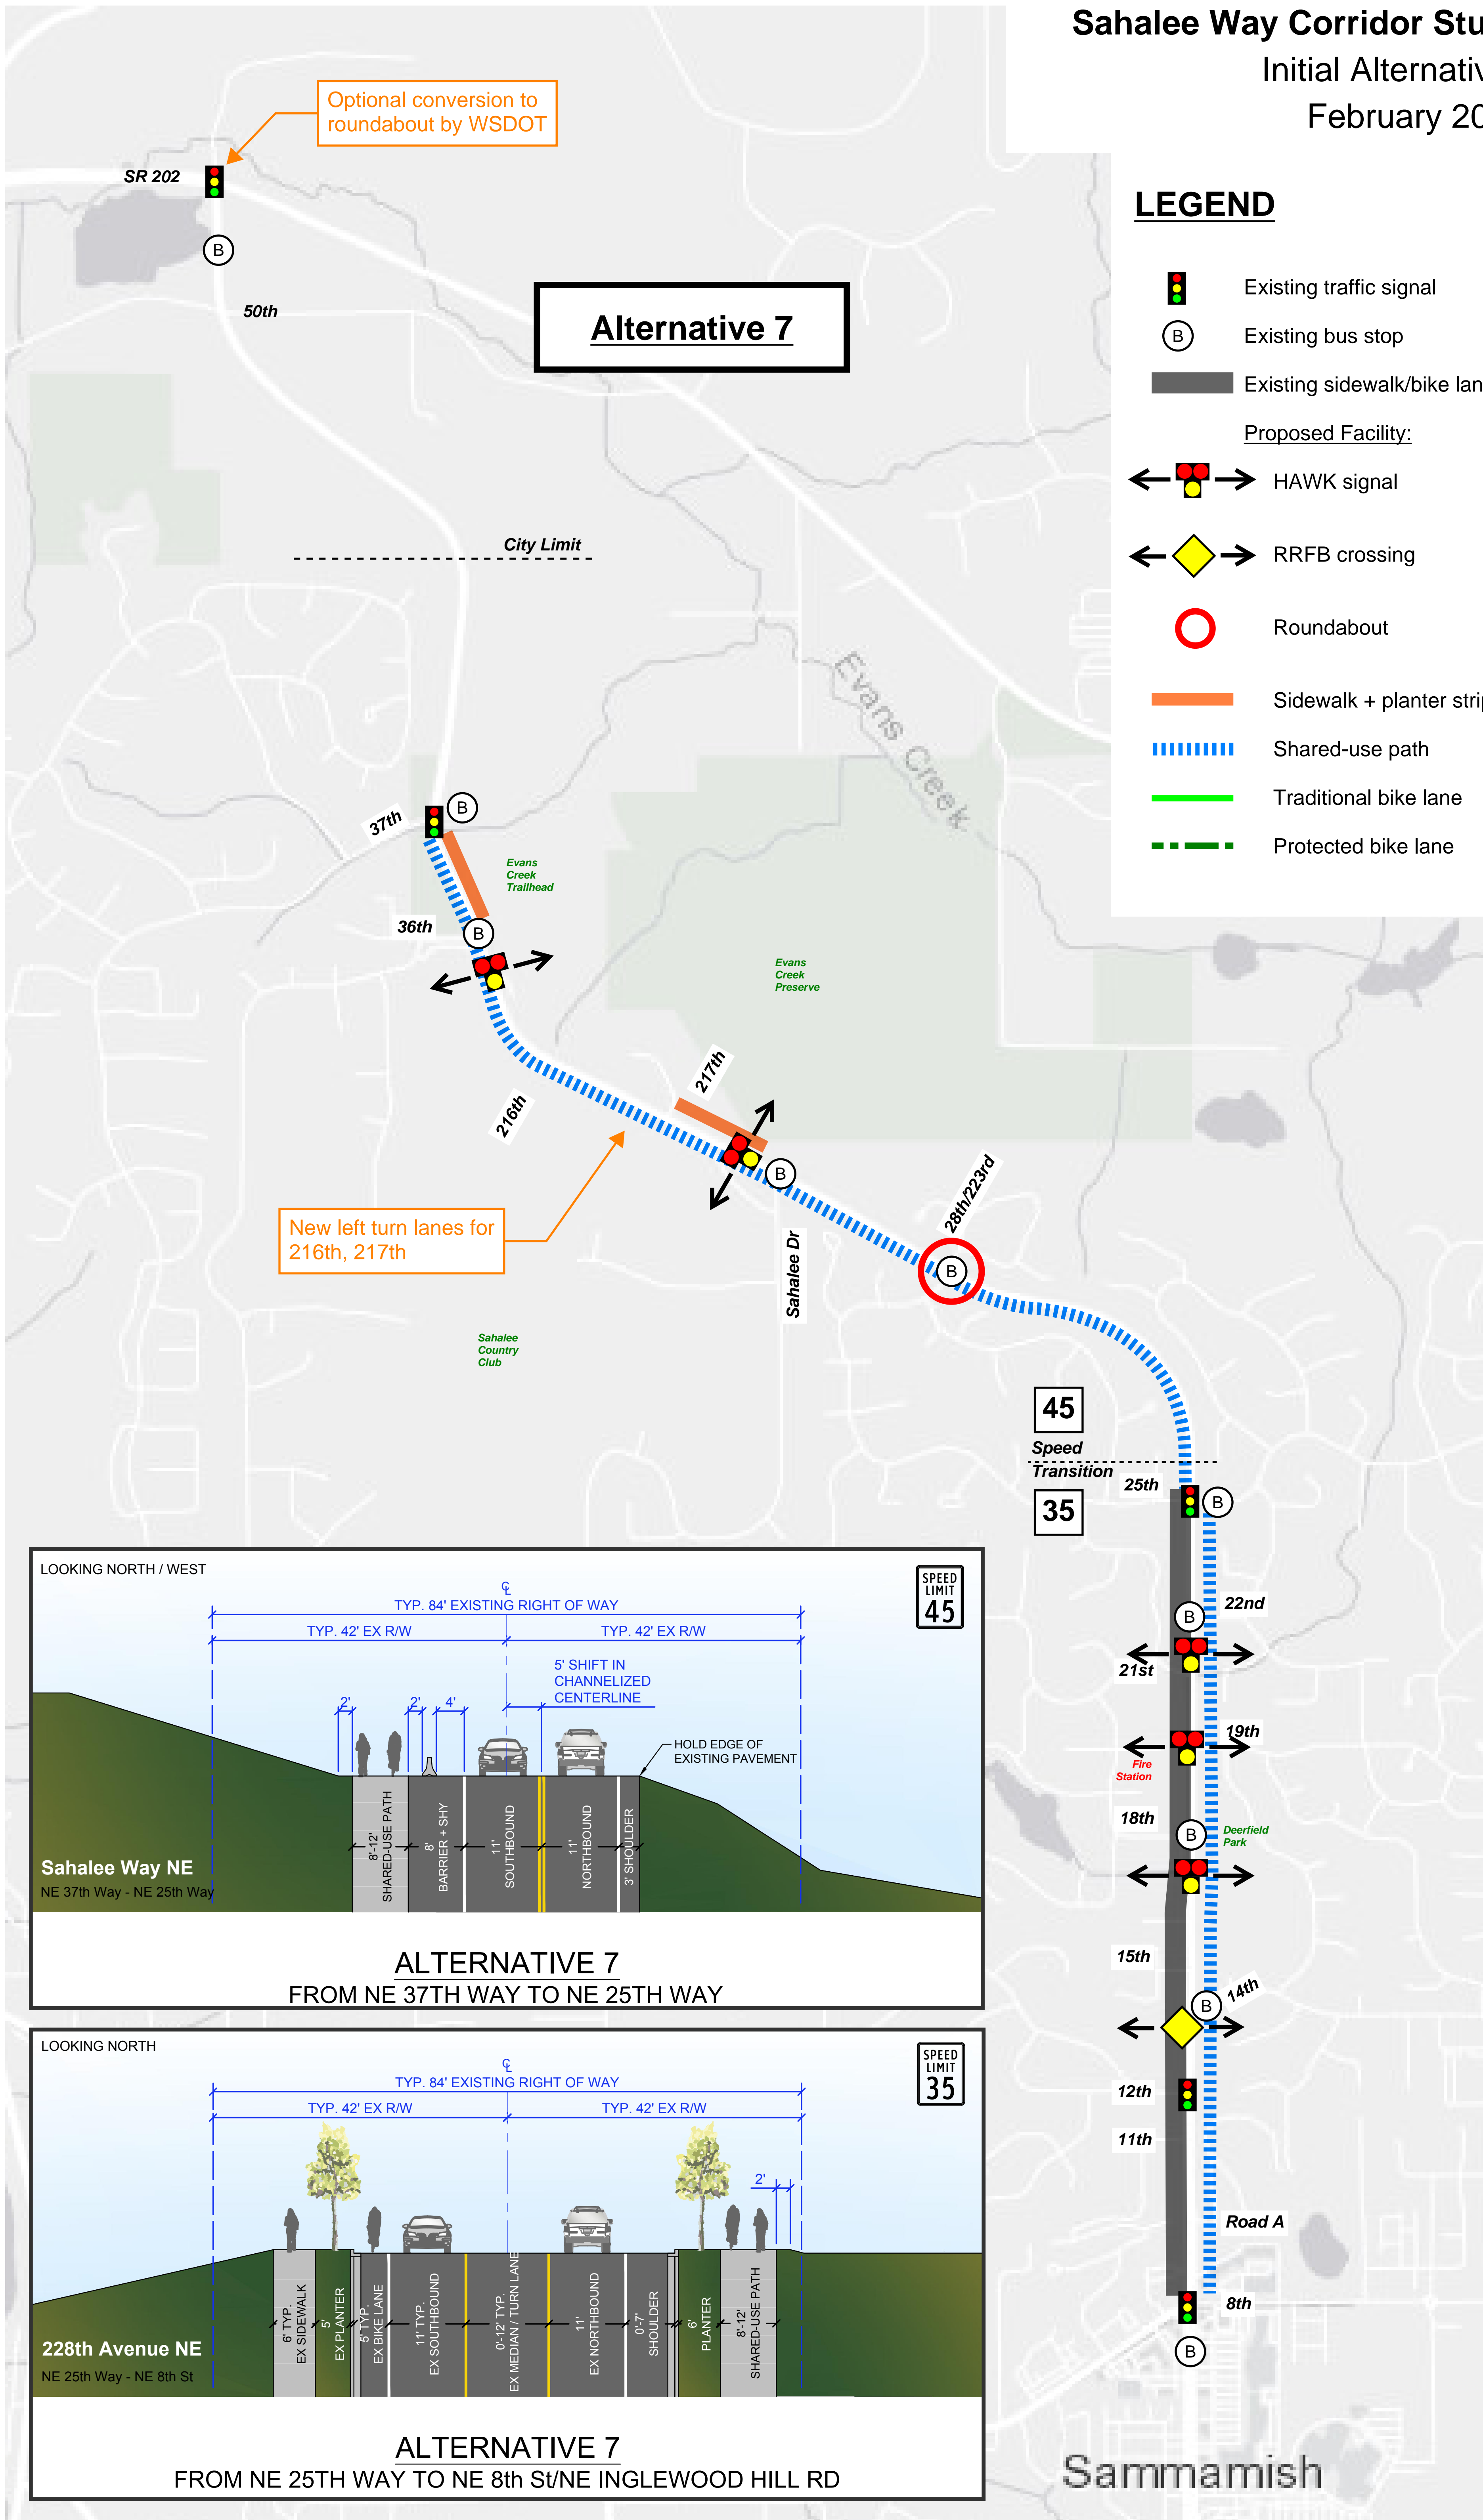 Sahalee Way Corridor Stu
Initial Alternativ
February 20
Optional conversion to
roundabout by WSDOT
SR 202
B
50th
Alternative 7
LEGEND
Existing traffic signal
B
Existing bus stop
Existing sidewalk/bike lan
Proposed Facility:
HAWK signal
RRFB crossing
Roundabout
Sidewalk + planter strip
Shared-use path
Traditional bike lane
Protected bike lane
City Limit
Evans Creek
37th
B
Evans
Creek
Trailhead
36th
B
Evans
Creek
Preserve
217th
216th
B
28th/223rd
New left turn lanes for
216th, 217th
Sahalee Dr
B
Sahalee
Country
Club
45
Speed
Transition
25th
35
B
22nd
B
21st
19th
Fire
Station
18th
B
Deerfield
Park
15th
14th
B
12th
11th
Road A
8th
B
Sammamish
LOOKING NORTH / WEST
SPEED
LIMIT
45
℄
TYP. 84' EXISTING RIGHT OF WAY
TYP. 42' EX R/W
TYP. 42' EX R/W
5' SHIFT IN
CHANNELIZED
CENTERLINE
2'
2'
4'
HOLD EDGE OF
EXISTING PAVEMENT
8'-12'
SHARED-USE PATH
8'
BARRIER + SHY
11'
SOUTHBOUND
11'
NORTHBOUND
3' SHOULDER
Sahalee Way NE
NE 37th Way - NE 25th Way
ALTERNATIVE 7
FROM NE 37TH WAY TO NE 25TH WAY
LOOKING NORTH
SPEED
LIMIT
35
℄
TYP. 84' EXISTING RIGHT OF WAY
TYP. 42' EX R/W
TYP. 42' EX R/W
2'
6' TYP.
EX SIDEWALK
5'
EX PLANTER
5' TYP.
EX BIKE LANE
11' TYP.
EX SOUTHBOUND
0'-12' TYP.
EX MEDIAN / TURN LANE
11'
EX NORTHBOUND
0'-7'
SHOULDER
6'
PLANTER
8'-12'
SHARED-USE PATH
228th Avenue NE
NE 25th Way - NE 8th St
ALTERNATIVE 7
FROM NE 25TH WAY TO NE 8th St/NE INGLEWOOD HILL RD